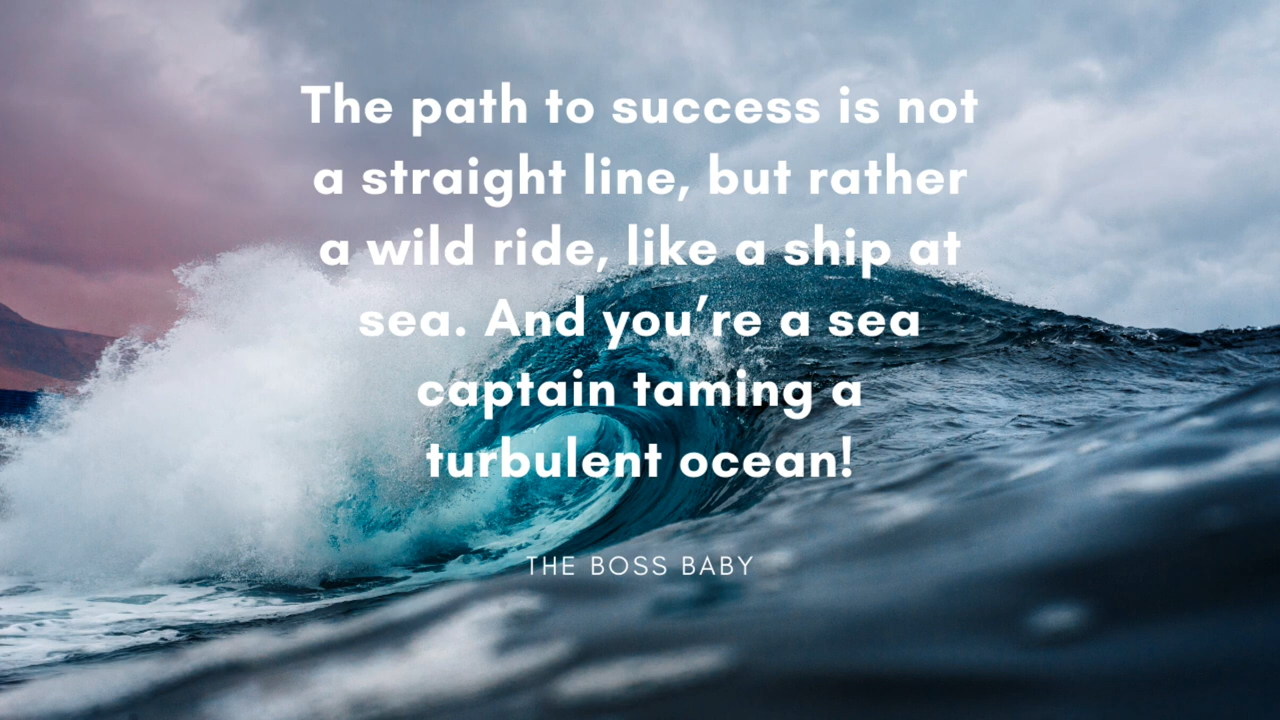 The path to success is not
a straight line, but rather
a wild ride, like a ship at
sea. And you’re a sea
captain taming a
turbulent ocean!
THE BOSS BABY